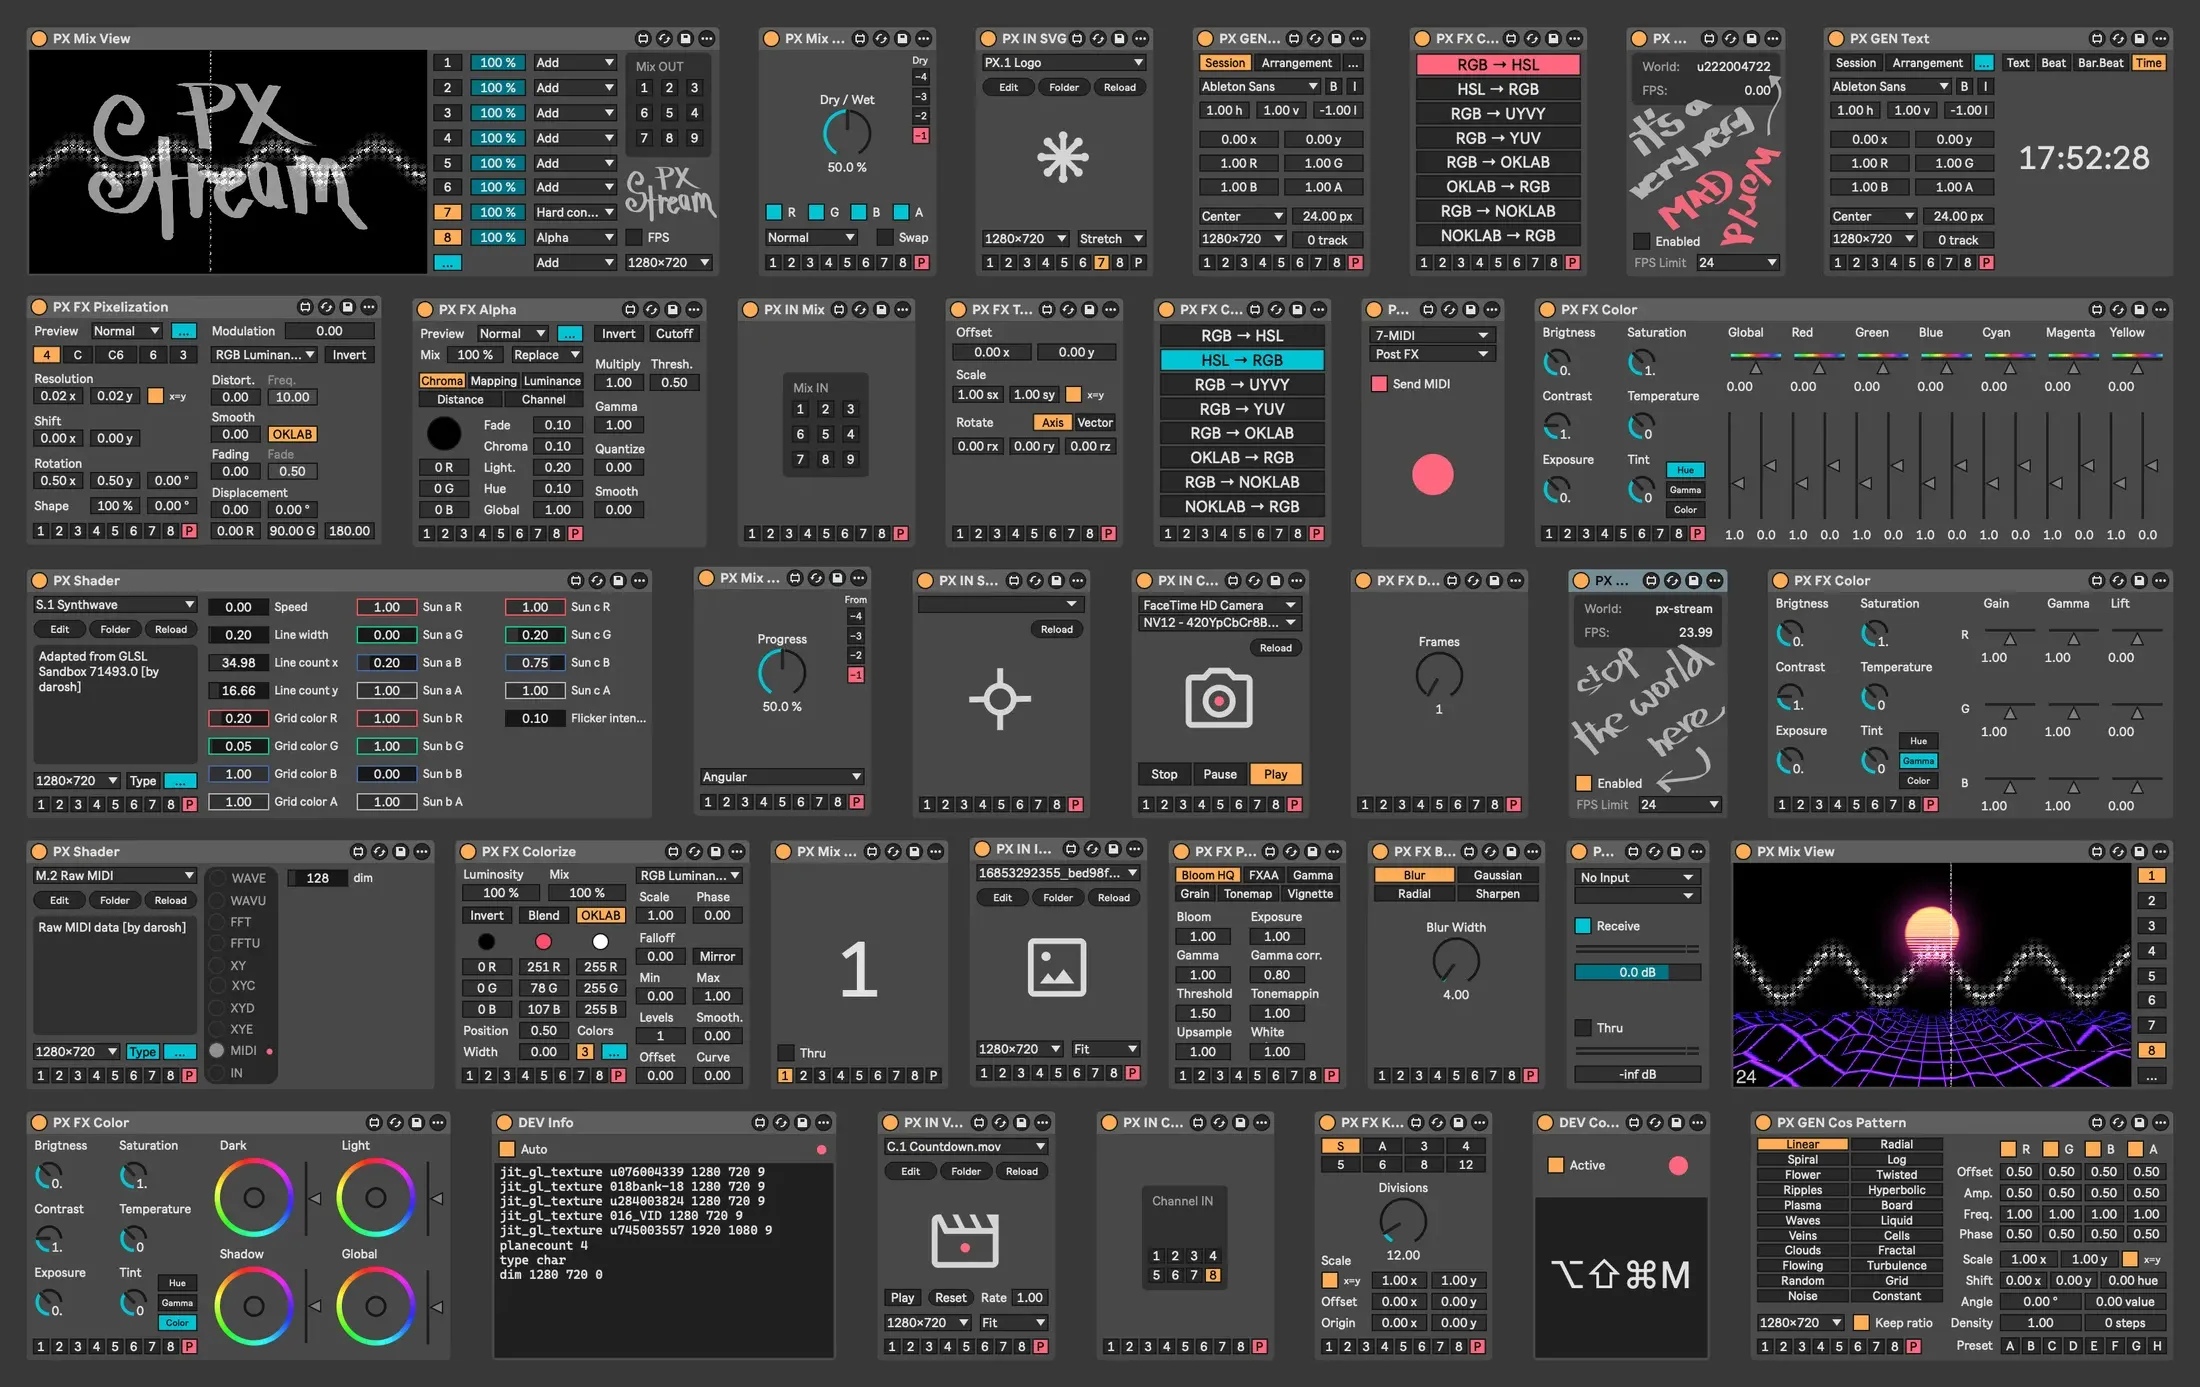 PX Mix View
PX Stream
1 100 % Add
2 100 % Add
3 100 % Add
4 100 % Add
5 100 % Add
6 100 % Add
7 100 % Hard con...
8 100 % Alpha
... Add
Mix OUT
1 2 3
6 5 4
7 8 9
PX Stream
FPS
1280×720
PX Mix ...
Dry
-4
-3
-2
-1
Dry / Wet
50.0 %
R G B A
Normal Swap
1 2 3 4 5 6 7 8 P
PX IN SVG
PX.1 Logo
Edit Folder Reload
1280×720 Stretch
1 2 3 4 5 6 7 8 P
PX GEN...
Session Arrangement ...
Ableton Sans B I
1.00 h 1.00 v -1.00 l
0.00 x 0.00 y
1.00 R 1.00 G
1.00 B 1.00 A
Center 24.00 px
1280×720 0 track
1 2 3 4 5 6 7 8 P
PX FX C...
RGB → HSL
HSL → RGB
RGB → UYVY
RGB → YUV
RGB → OKLAB
OKLAB → RGB
RGB → NOKLAB
NOKLAB → RGB
1 2 3 4 5 6 7 8 P
PX ...
World: u222004722
FPS: 0.00
it's a
very very
MAD
World
Enabled
FPS Limit 24
PX GEN Text
Session Arrangement ... Text Beat Bar.Beat Time
Ableton Sans B I
1.00 h 1.00 v -1.00 l
0.00 x 0.00 y
1.00 R 1.00 G
1.00 B 1.00 A
Center 24.00 px
1280×720 0 track
1 2 3 4 5 6 7 8 P
17:52:28
PX FX Pixelization
Preview Normal ... Modulation 0.00
4 C C6 6 3 RGB Luminan... Invert
Resolution Distort. Freq.
0.02 x 0.02 y x=y 0.00 10.00
Shift Smooth
0.00 x 0.00 y 0.00 OKLAB
Rotation Fading Fade
0.50 x 0.50 y 0.00 ° 0.00 0.50
Shape 100 % 0.00 ° Displacement
0.00 0.00 °
1 2 3 4 5 6 7 8 P 0.00 R 90.00 G 180.00
PX FX Alpha
Preview Normal ... Invert Cutoff
Mix 100 % Replace Multiply Thresh.
Chroma Mapping Luminance 1.00 0.50
Distance Channel Gamma
Fade 0.10 1.00
Chroma 0.10 Quantize
0 R Light. 0.20 0.00
0 G Hue 0.10 Smooth
0 B Global 1.00 0.00
1 2 3 4 5 6 7 8 P
PX IN Mix
Mix IN
1 2 3
6 5 4
7 8 9
1 2 3 4 5 6 7 8 P
PX FX T...
Offset
0.00 x 0.00 y
Scale
1.00 sx 1.00 sy x=y
Rotate Axis Vector
0.00 rx 0.00 ry 0.00 rz
1 2 3 4 5 6 7 8 P
PX FX C...
RGB → HSL
HSL → RGB
RGB → UYVY
RGB → YUV
RGB → OKLAB
OKLAB → RGB
RGB → NOKLAB
NOKLAB → RGB
1 2 3 4 5 6 7 8 P
P...
7-MIDI
Post FX
Send MIDI
PX FX Color
Brigtness Saturation Global Red Green Blue Cyan Magenta Yellow
0. 1. 0.00 0.00 0.00 0.00 0.00 0.00 0.00
Contrast Temperature
1. 0
Exposure Tint Hue
0. 0 Gamma
Color
1 2 3 4 5 6 7 8 P 1.0 0.0 1.0 0.0 1.0 0.0 1.0 0.0 1.0 0.0 1.0 0.0 1.0 0.0
PX Shader
S.1 Synthwave
Edit Folder Reload
Adapted from GLSL
Sandbox 71493.0 [by
darosh]
1280×720 Type ...
1 2 3 4 5 6 7 8 P
0.00 Speed 1.00 Sun a R 1.00 Sun c R
0.20 Line width 0.00 Sun a G 0.20 Sun c G
34.98 Line count x 0.20 Sun a B 0.75 Sun c B
16.66 Line count y 1.00 Sun a A 1.00 Sun c A
0.20 Grid color R 1.00 Sun b R 0.10 Flicker inten...
0.05 Grid color G 1.00 Sun b G
1.00 Grid color B 0.00 Sun b B
1.00 Grid color A 1.00 Sun b A
PX Mix ...
From
-4
-3
-2
-1
Progress
50.0 %
Angular
1 2 3 4 5 6 7 8 P
PX IN S...
Reload
1 2 3 4 5 6 7 8 P
PX IN C...
FaceTime HD Camera
NV12 - 420YpCbCr8B...
Reload
Stop Pause Play
1 2 3 4 5 6 7 8 P
PX FX D...
Frames
1
1 2 3 4 5 6 7 8 P
PX ...
World: px-stream
FPS: 23.99
stop
the world
here
Enabled
FPS Limit 24
PX FX Color
Brigtness Saturation Gain Gamma Lift
0. 1. R 1.00 1.00 0.00
Contrast Temperature
1. 0 G 1.00 1.00 0.00
Exposure Tint Hue
0. 0 Gamma
Color B
1 2 3 4 5 6 7 8 P 1.00 1.00 0.00
PX Shader
M.2 Raw MIDI
Edit Folder Reload
Raw MIDI data [by darosh]
1280×720 Type ...
1 2 3 4 5 6 7 8 P
WAVE
WAVU
FFT
FFTU
XY
XYC
XYD
XYE
MIDI
IN
128 dim
PX FX Colorize
Luminosity Mix RGB Luminan...
100 % 100 % Scale Phase
Invert Blend OKLAB 1.00 0.00
Falloff
0.00 Mirror
0 R 251 R 255 R Min Max
0 G 78 G 255 G 0.00 1.00
0 B 107 B 255 B Levels Smooth.
Position 0.50 Colors 1 0.00
Width 0.00 3 ... Offset Curve
1 2 3 4 5 6 7 8 P 0.00 0.00
PX Mix ...
1
Thru
1 2 3 4 5 6 7 8 P
PX IN I...
16853292355_bed98f...
Edit Folder Reload
1280×720 Fit
1 2 3 4 5 6 7 8 P
PX FX P...
Bloom HQ FXAA Gamma
Grain Tonemap Vignette
Bloom Exposure
1.00 1.00
Gamma Gamma corr.
1.00 0.80
Threshold Tonemappin
1.50 1.00
Upsample White
1.00 1.00
1 2 3 4 5 6 7 8 P
PX FX B...
Blur Gaussian
Radial Sharpen
Blur Width
4.00
1 2 3 4 5 6 7 8 P
P...
No Input
Receive
0.0 dB
Thru
-inf dB
PX Mix View
24
1
2
3
4
5
6
7
8
...
PX FX Color
Brigtness Saturation Dark Light
0. 1.
Contrast Temperature
1. 0 Shadow Global
Exposure Tint Hue
0. 0 Gamma
Color
1 2 3 4 5 6 7 8 P
DEV Info
Auto
jit_gl_texture u076004339 1280 720 9
jit_gl_texture 018bank-18 1280 720 9
jit_gl_texture u284003824 1280 720 9
jit_gl_texture 016_VID 1280 720 9
jit_gl_texture u745003557 1920 1080 9
planecount 4
type char
dim 1280 720 0
PX IN V...
C.1 Countdown.mov
Edit Folder Reload
Play Reset Rate 1.00
1280×720 Fit
1 2 3 4 5 6 7 8 P
PX IN C...
Channel IN
1 2 3 4
5 6 7 8
1 2 3 4 5 6 7 8 P
PX FX K...
S A 3 4
5 6 8 12
Divisions
12.00
Scale
x=y 1.00 x 1.00 y
Offset 0.00 x 0.00 y
Origin 0.00 x 0.00 y
1 2 3 4 5 6 7 8 P
DEV Co...
Active
⌥⇧⌘M
PX GEN Cos Pattern
Linear Radial R G B A
Spiral Log Offset 0.50 0.50 0.50 0.50
Flower Twisted
Ripples Hyperbolic Amp. 0.50 0.50 0.50 0.50
Plasma Board Freq. 1.00 1.00 1.00 1.00
Waves Liquid
Veins Cells Phase 0.50 0.50 0.50 0.50
Clouds Fractal Scale 1.00 x 1.00 y x=y
Flowing Turbulence
Random Grid Shift 0.00 x 0.00 y 0.00 hue
Noise Constant Angle 0.00 ° 0.00 value
1280×720 Keep ratio Density 1.00 0 steps
1 2 3 4 5 6 7 8 P Preset A B C D E F G H